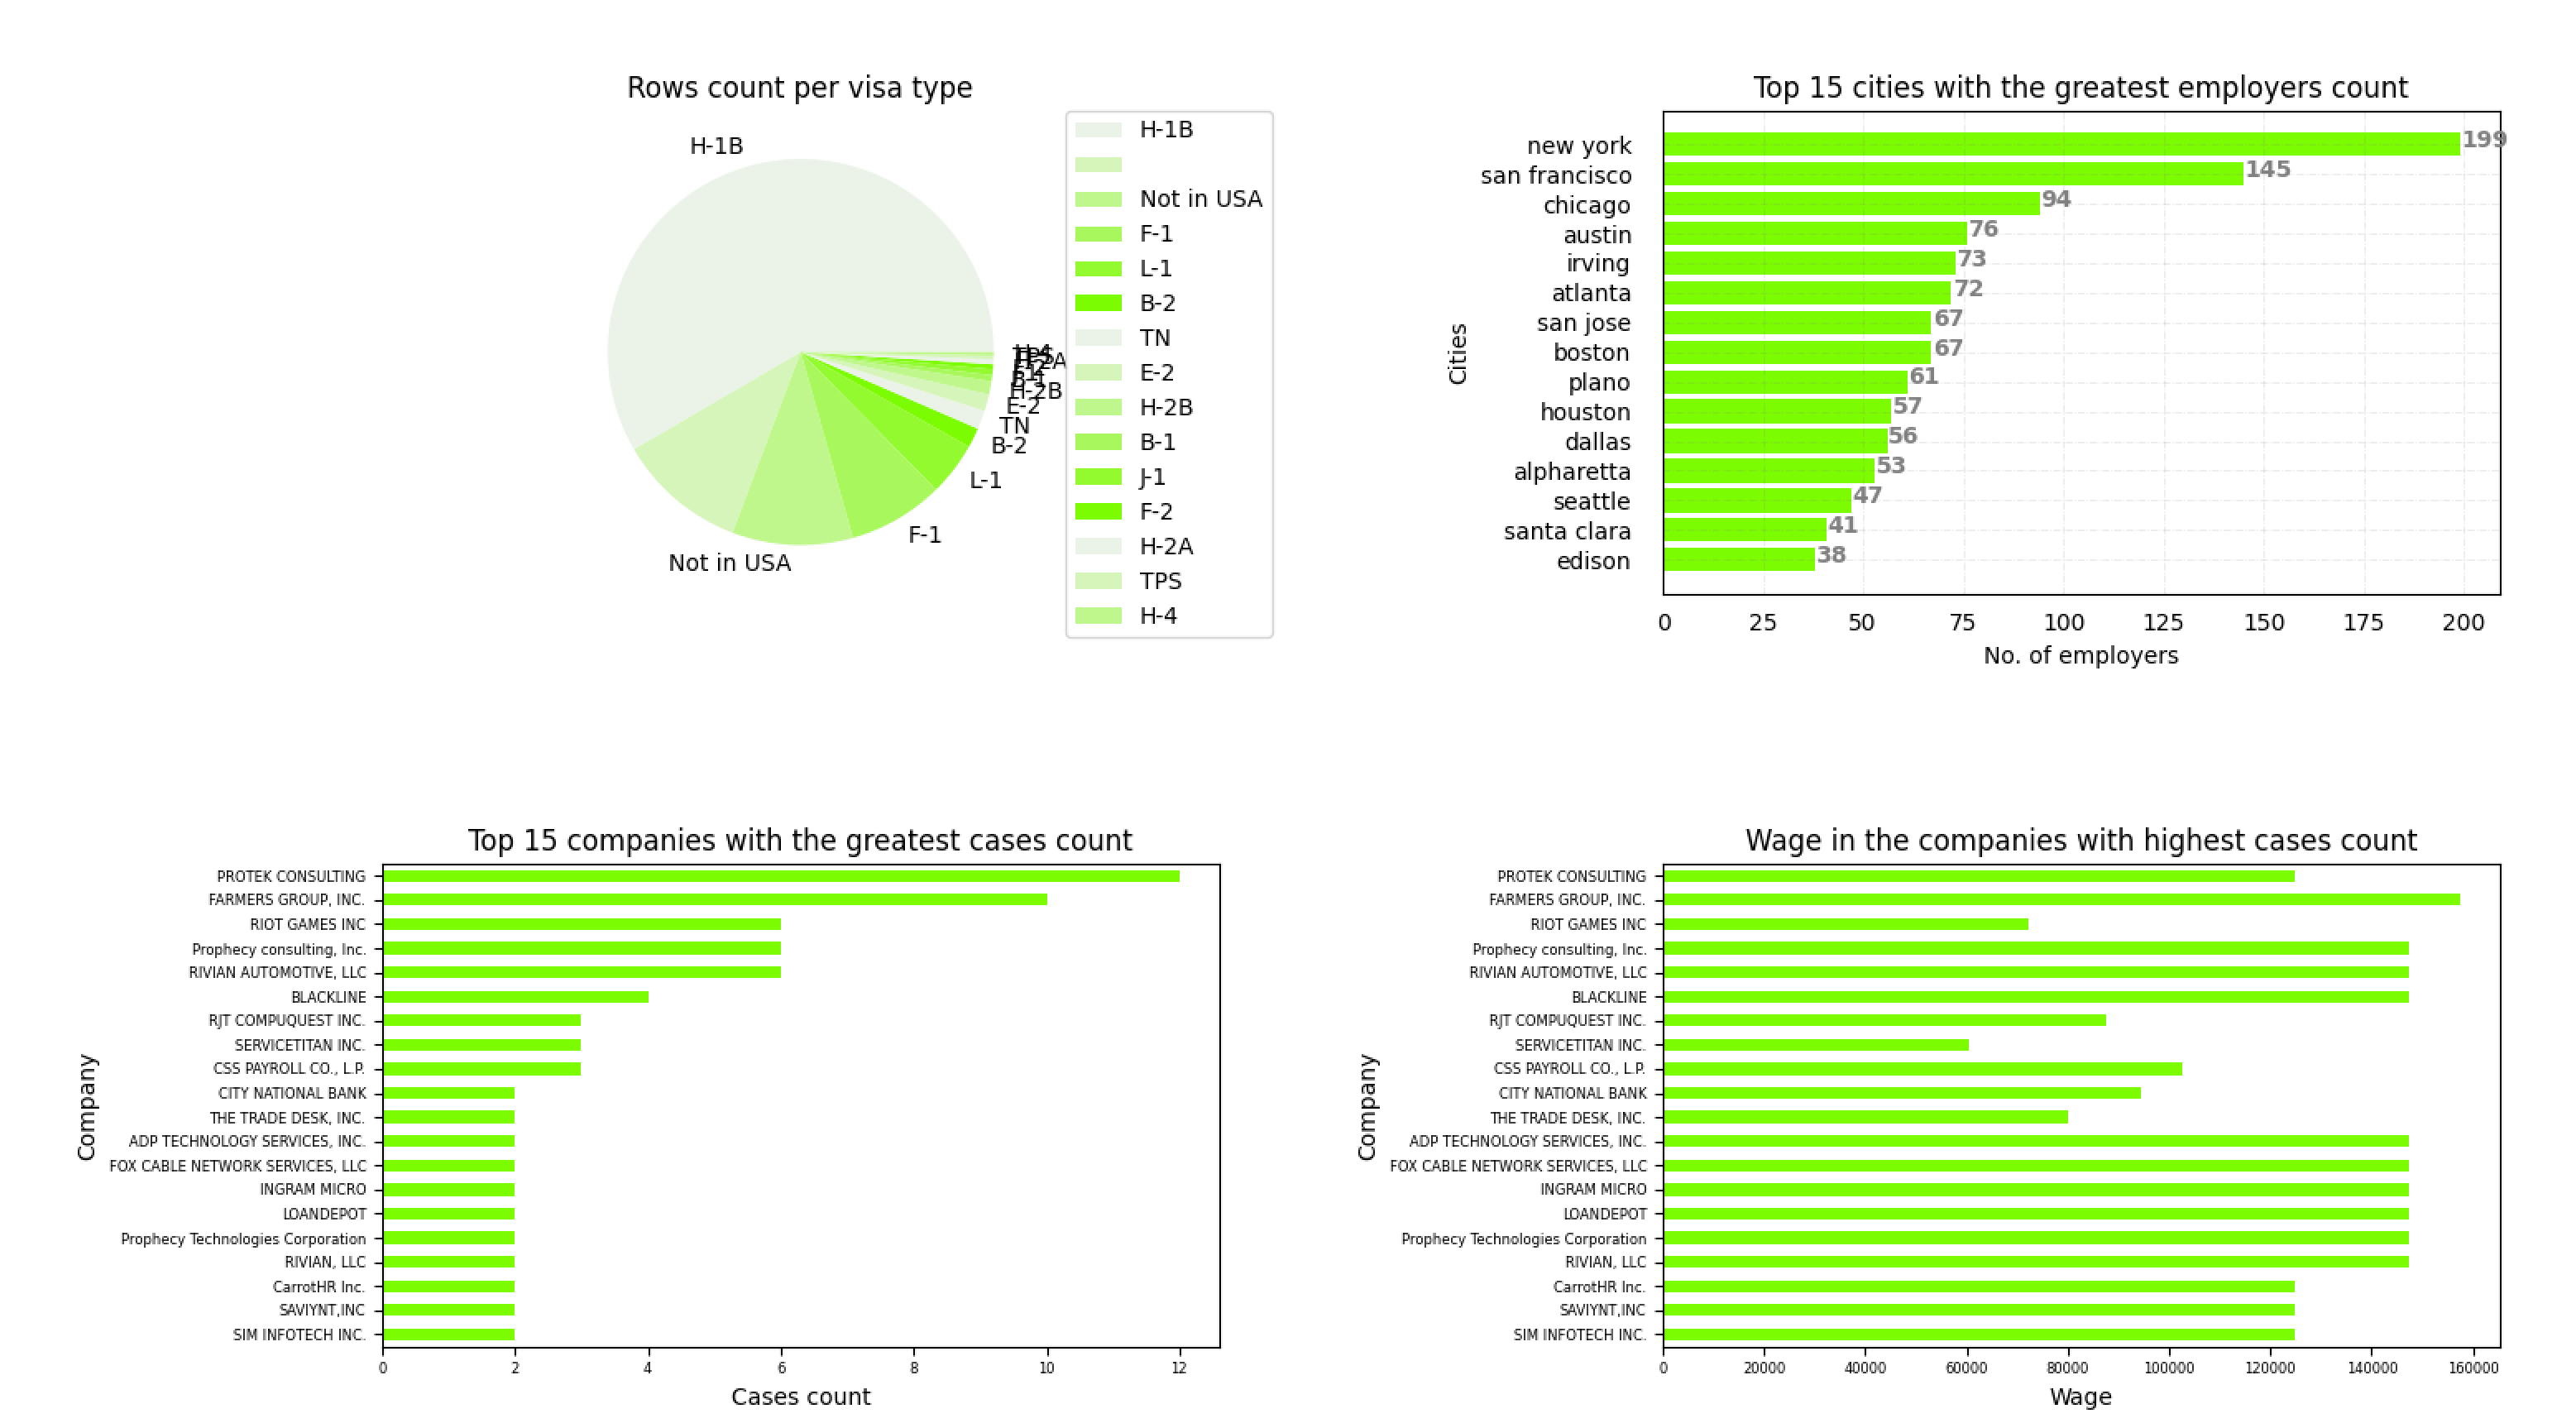 Rows count per visa type
H-1B
Not in USA
F-1
L-1
B-2
TN
E-2
H-2B
B-1
H-1B
Not in USA
F-1
L-1
B-2
TN
E-2
H-2B
B-1
J-1
F-2
H-2A
TPS
H-4
Top 15 cities with the greatest employers count
Cities
new york 199
san francisco 145
chicago 94
austin 76
irving 73
atlanta 72
san jose 67
boston 67
plano 61
houston 57
dallas 56
alpharetta 53
seattle 47
santa clara 41
edison 38
0 25 50 75 100 125 150 175 200
No. of employers
Top 15 companies with the greatest cases count
Company
PROTEK CONSULTING
FARMERS GROUP, INC.
RIOT GAMES INC
Prophecy consulting, Inc.
RIVIAN AUTOMOTIVE, LLC
BLACKLINE
RJT COMPUQUEST INC.
SERVICETITAN INC.
CSS PAYROLL CO., L.P.
CITY NATIONAL BANK
THE TRADE DESK, INC.
ADP TECHNOLOGY SERVICES, INC.
FOX CABLE NETWORK SERVICES, LLC
INGRAM MICRO
LOANDEPOT
Prophecy Technologies Corporation
RIVIAN, LLC
CarrotHR Inc.
SAVIYNT,INC
SIM INFOTECH INC.
0 2 4 6 8 10 12
Cases count
Wage in the companies with highest cases count
Company
PROTEK CONSULTING
FARMERS GROUP, INC.
RIOT GAMES INC
Prophecy consulting, Inc.
RIVIAN AUTOMOTIVE, LLC
BLACKLINE
RJT COMPUQUEST INC.
SERVICETITAN INC.
CSS PAYROLL CO., L.P.
CITY NATIONAL BANK
THE TRADE DESK, INC.
ADP TECHNOLOGY SERVICES, INC.
FOX CABLE NETWORK SERVICES, LLC
INGRAM MICRO
LOANDEPOT
Prophecy Technologies Corporation
RIVIAN, LLC
CarrotHR Inc.
SAVIYNT,INC
SIM INFOTECH INC.
0 20000 40000 60000 80000 100000 120000 140000 160000
Wage